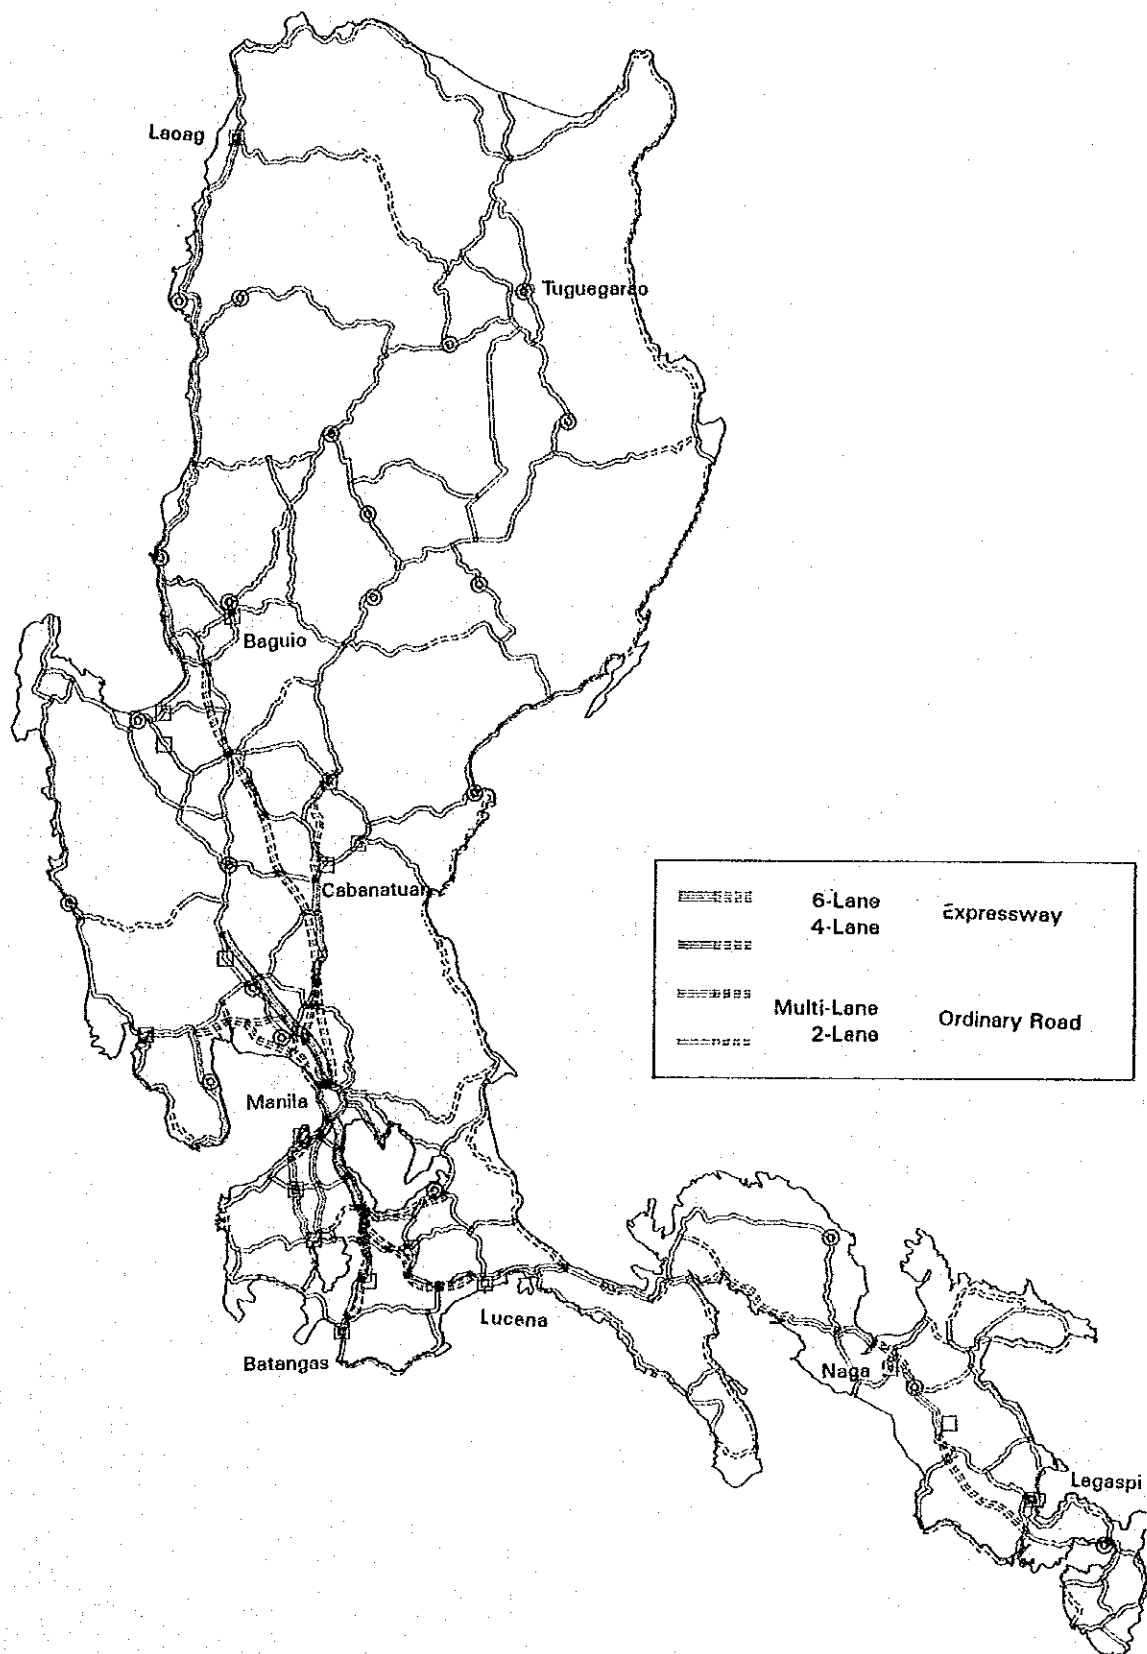 Laoag
Tuguegarao
Baguio
Cabanatuan
6-Lane
4-Lane
Expressway
Multi-Lane
2-Lane
Ordinary Road
Manila
Lucena
Batangas
Naga
Legaspi